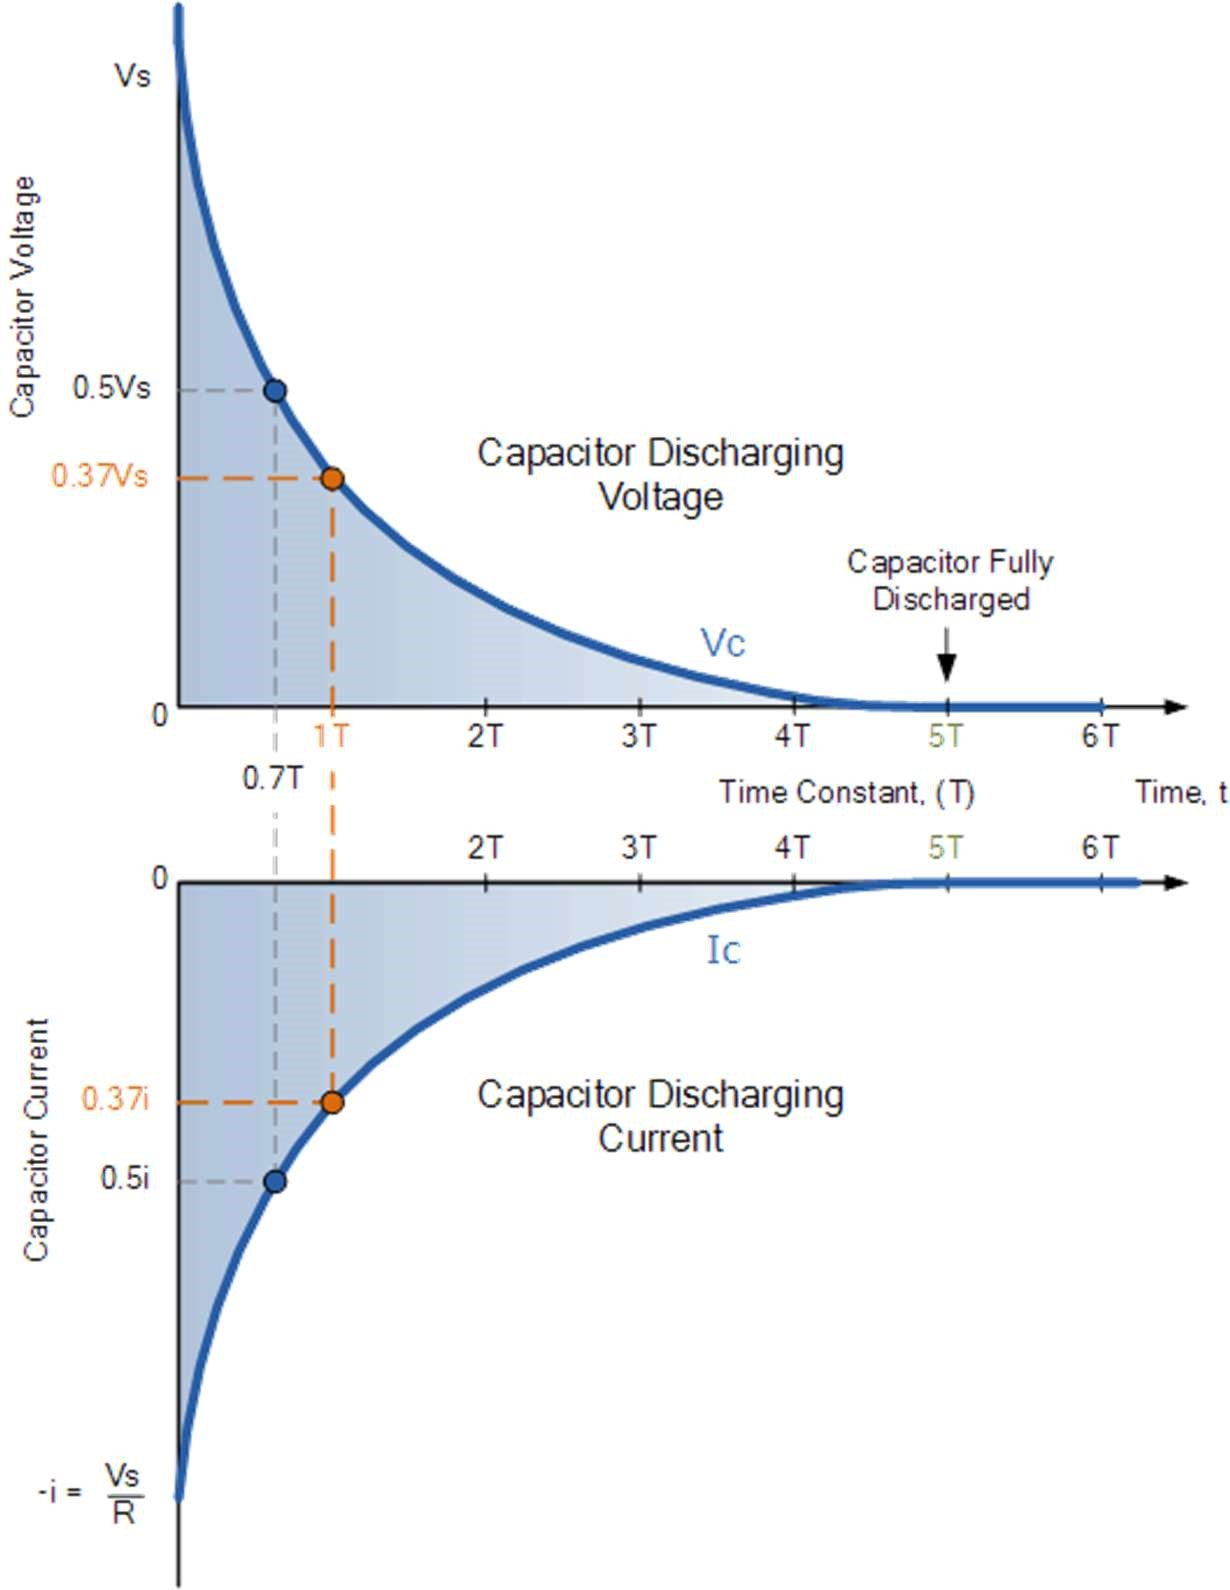 Vs
Capacitor Voltage
0.5Vs
0.37Vs
Capacitor Discharging
Voltage
Capacitor Fully
Discharged
Vc
0
1T
2T
3T
4T
5T
6T
0.7T
Time Constant, (T)
Time, t
2T
3T
4T
5T
6T
0
Ic
Capacitor Current
0.37i
Capacitor Discharging
Current
0.5i
-i = Vs
R